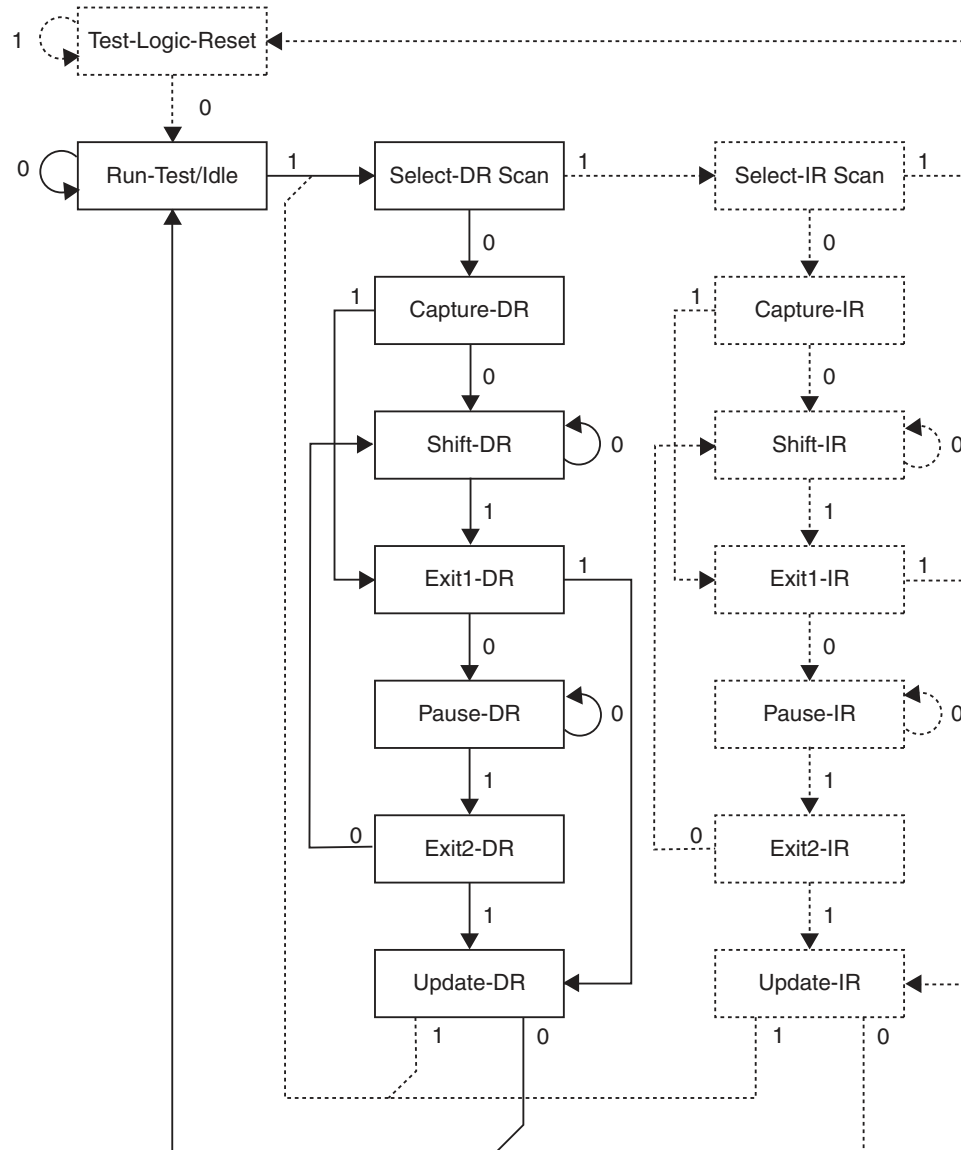 Test-Logic-Reset
1
0
Run-Test/Idle
0
1
Select-DR Scan
1
Select-IR Scan
1
0
0
Capture-DR
1
Capture-IR
1
0
0
Shift-DR
0
Shift-IR
0
1
1
Exit1-DR
1
Exit1-IR
1
0
0
Pause-DR
0
Pause-IR
0
1
1
Exit2-DR
0
Exit2-IR
0
1
1
Update-DR
Update-IR
1
0
1
0